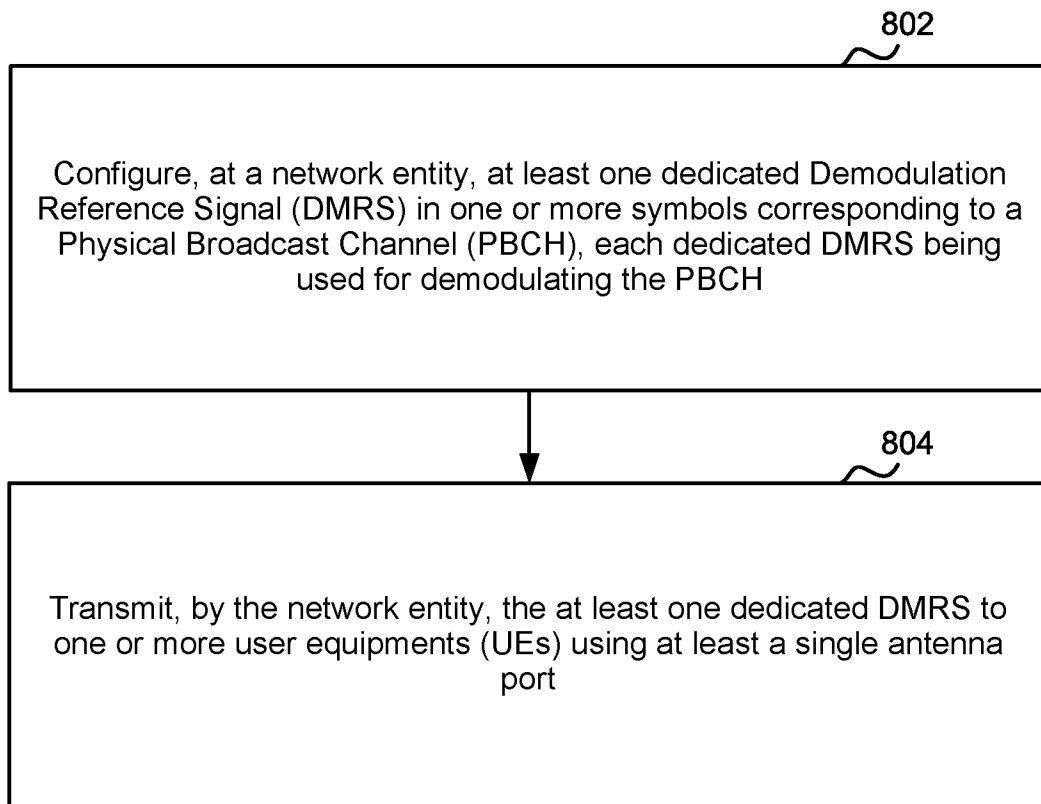 802
Configure, at a network entity, at least one dedicated Demodulation
Reference Signal (DMRS) in one or more symbols corresponding to a
Physical Broadcast Channel (PBCH), each dedicated DMRS being
used for demodulating the PBCH
804
Transmit, by the network entity, the at least one dedicated DMRS to
one or more user equipments (UEs) using at least a single antenna
port